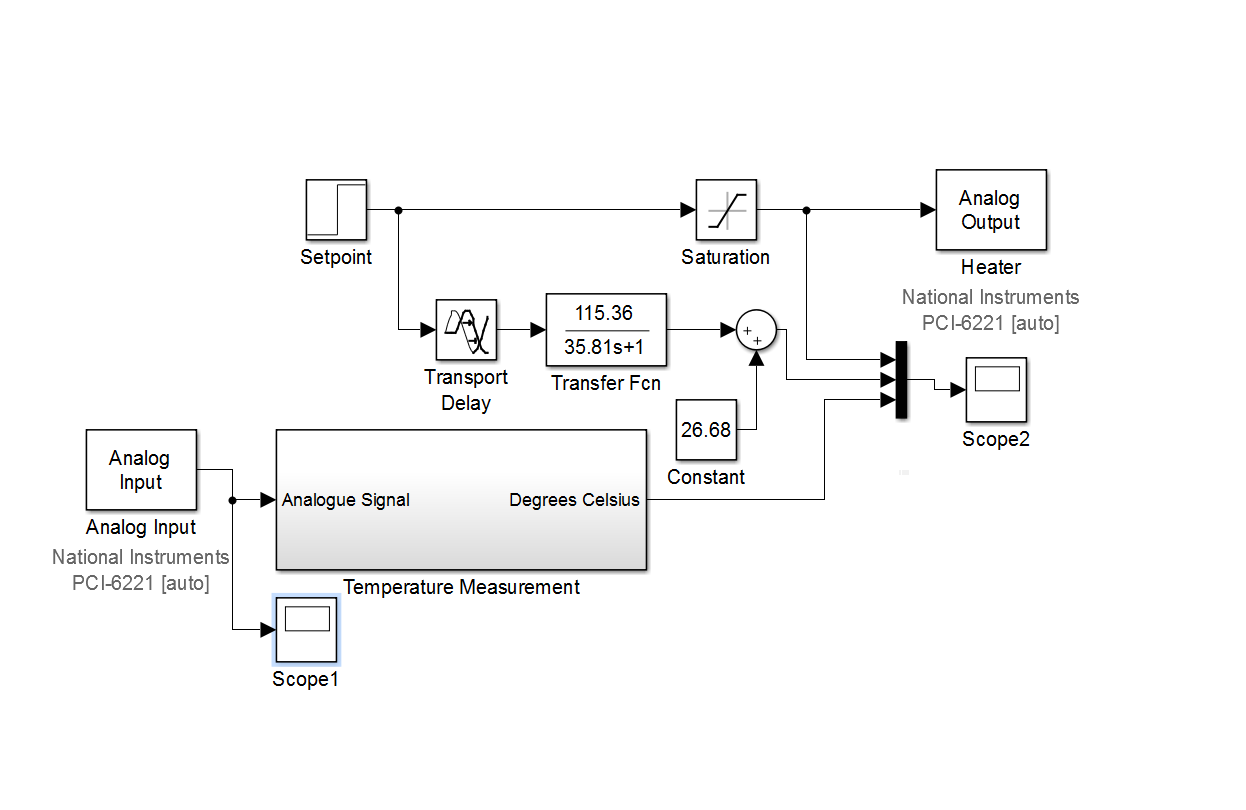 Setpoint
Saturation
Analog
Output
Heater
National Instruments
PCI-6221 [auto]
Transport
Delay
115.36
35.81s+1
Transfer Fcn
+
+
26.68
Constant
Scope2
Analog
Input
Analog Input
National Instruments
PCI-6221 [auto]
Analogue Signal
Degrees Celsius
Temperature Measurement
Scope1